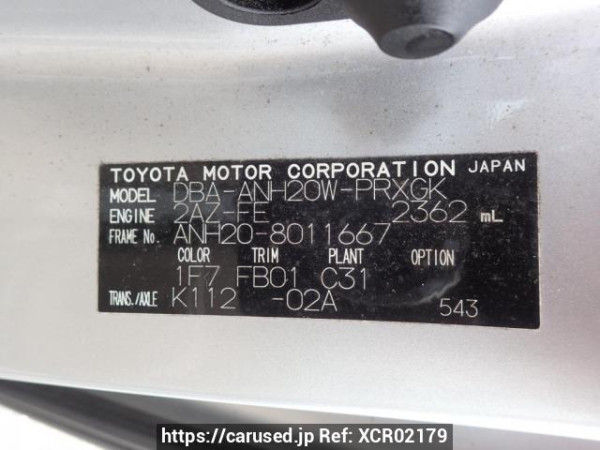 TOYOTA MOTOR CORPORATION JAPAN
MODEL DBA-ANH20W-PRXGK
ENGINE 2AZ-FE 2362 mL
FRAME No. ANH20-8011667
COLOR TRIM PLANT OPTION
1F7 FB01 C31
TRANS./AXLE K112 -02A 543
https://carused.jp Ref: XCR02179